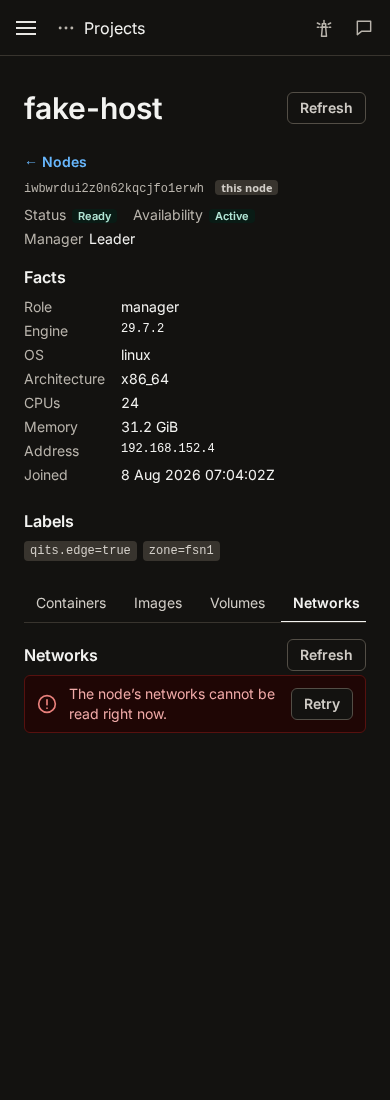 Projects
fake-host
Refresh
← Nodes
iwbwrdui2z0n62kqcjfo1erwh this node
Status Ready Availability Active
Manager Leader
Facts
Role manager
Engine 29.7.2
OS linux
Architecture x86_64
CPUs 24
Memory 31.2 GiB
Address 192.168.152.4
Joined 8 Aug 2026 07:04:02Z
Labels
qits.edge=true zone=fsn1
Containers Images Volumes Networks
Networks Refresh
The node’s networks cannot be
read right now.
Retry